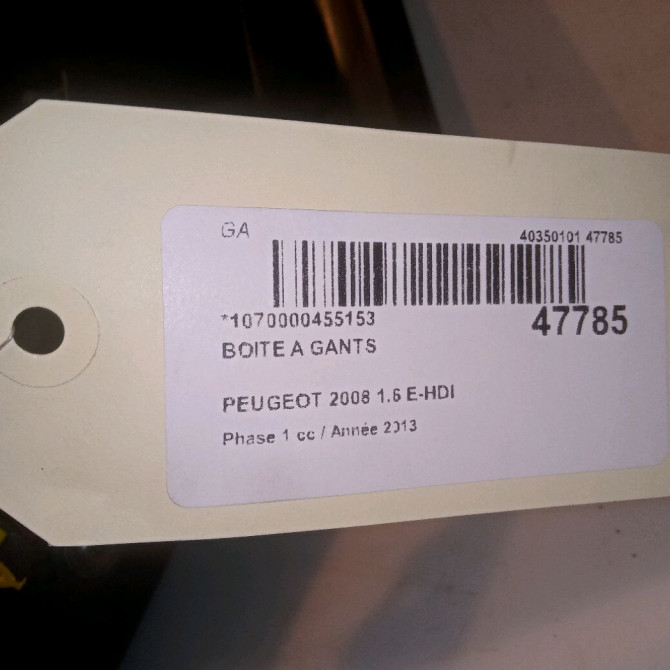 GA
40350101 47785
*1070000455153
47785
BOITE A GANTS
PEUGEOT 2008 1.6 E-HDI
Phase 1 cc / Année 2013